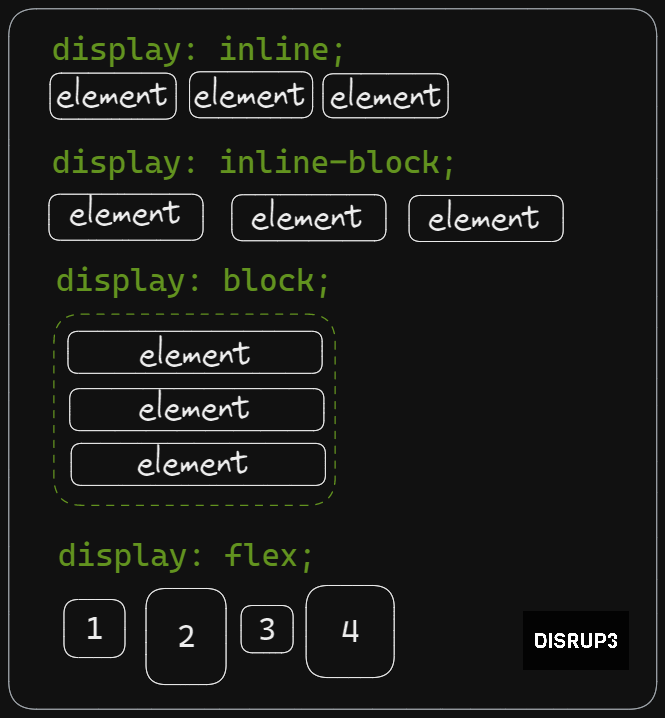 display: inline;
element element element
display: inline-block;
element element element
display: block;
element
element
element
display: flex;
1 2 3 4
DISRUP3